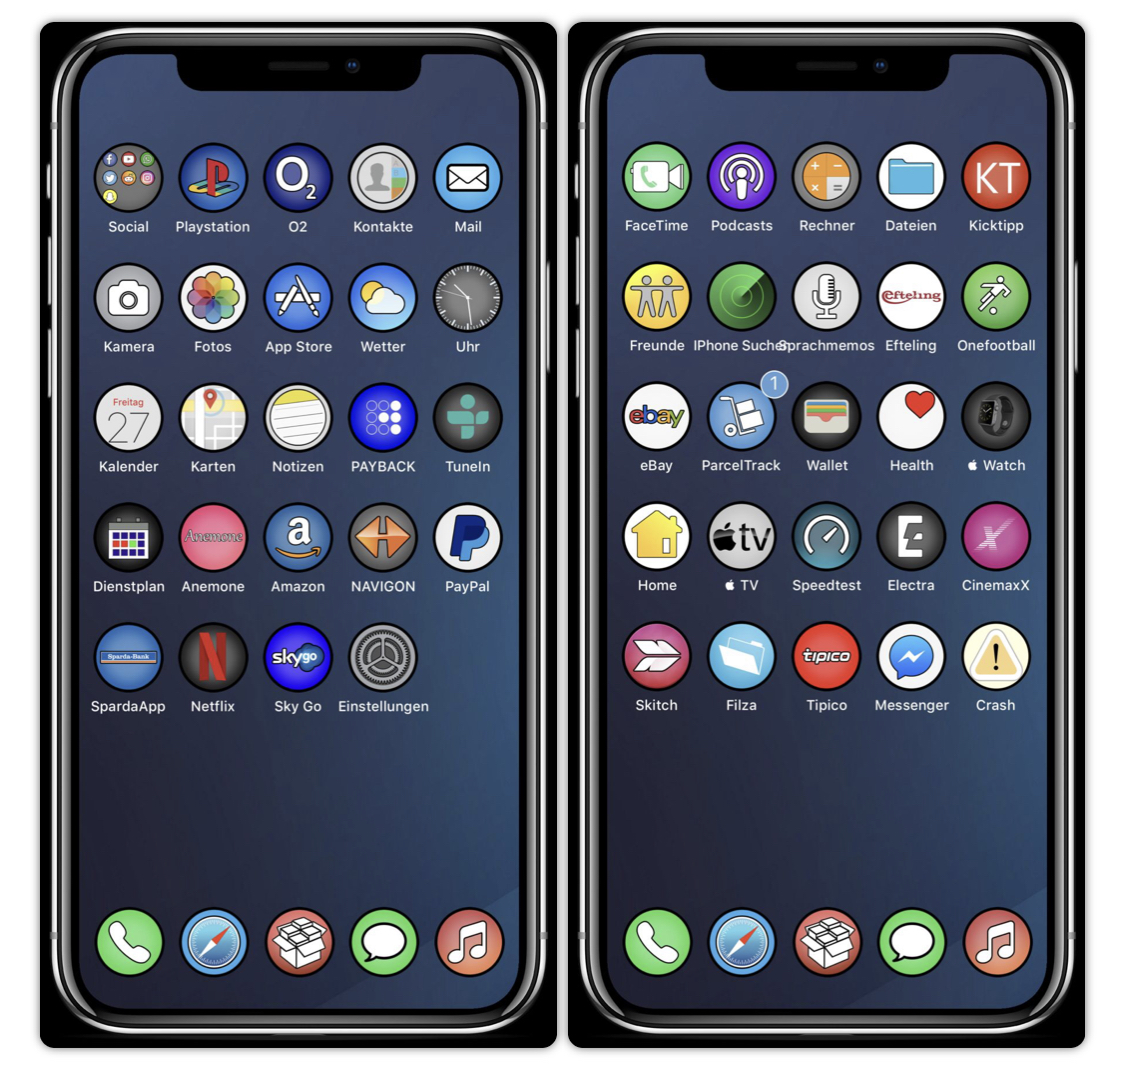 Social Playstation O2 Kontakte Mail
O2
Kamera Fotos App Store Wetter Uhr
Freitag
27
Kalender Karten Notizen PAYBACK TuneIn
Anemone
a
Dienstplan Anemone Amazon NAVIGON PayPal
Sparda-Bank
sky go
SpardaApp Netflix Sky Go Einstellungen
KT
FaceTime Podcasts Rechner Dateien Kicktipp
Efteling
Freunde IPhone Suchen Sprachmemos Efteling Onefootball
1
ebay
eBay ParcelTrack Wallet Health Watch
tv
Home TV Speedtest Electra CinemaxX
tipico
Skitch Filza Tipico Messenger Crash